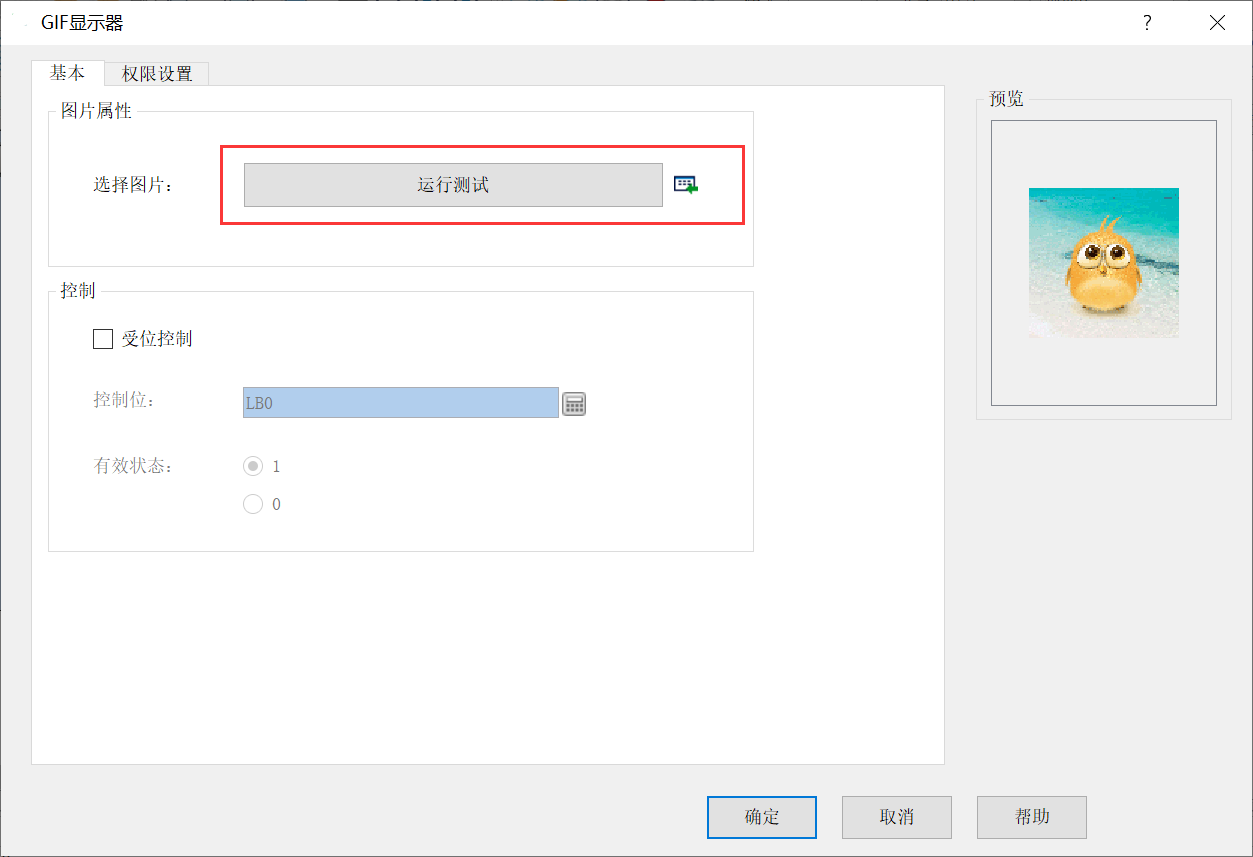 GIF显示器
?
基本 权限设置
图片属性
选择图片: 运行测试
控制
受位控制
控制位: LB0
有效状态: 1
0
预览
确定 取消 帮助